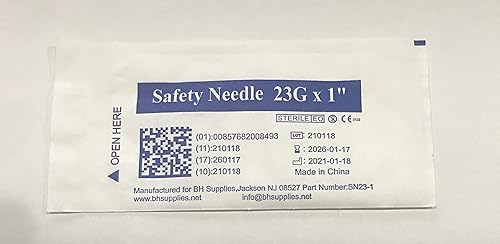 Safety Needle 23G x 1"
STERILE EO
OPEN HERE
(01):00857682008493
(11):210118
(17):260117
(10):210118
LOT: 210118
: 2026-01-17
: 2021-01-18
Made in China
Manufactured for BH Supplies,Jackson NJ 08527 Part Number:SN23-1
www.bhsupplies.net info@bhsupplies.net